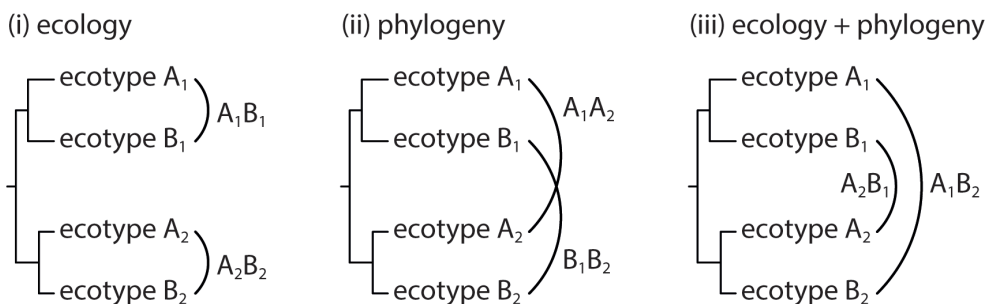 (i) ecology
ecotype A₁
A₁B₁
ecotype B₁
ecotype A₂
A₂B₂
ecotype B₂
(ii) phylogeny
ecotype A₁
A₁A₂
ecotype B₁
ecotype A₂
B₁B₂
ecotype B₂
(iii) ecology + phylogeny
ecotype A₁
ecotype B₁
A₂B₁
A₁B₂
ecotype A₂
ecotype B₂